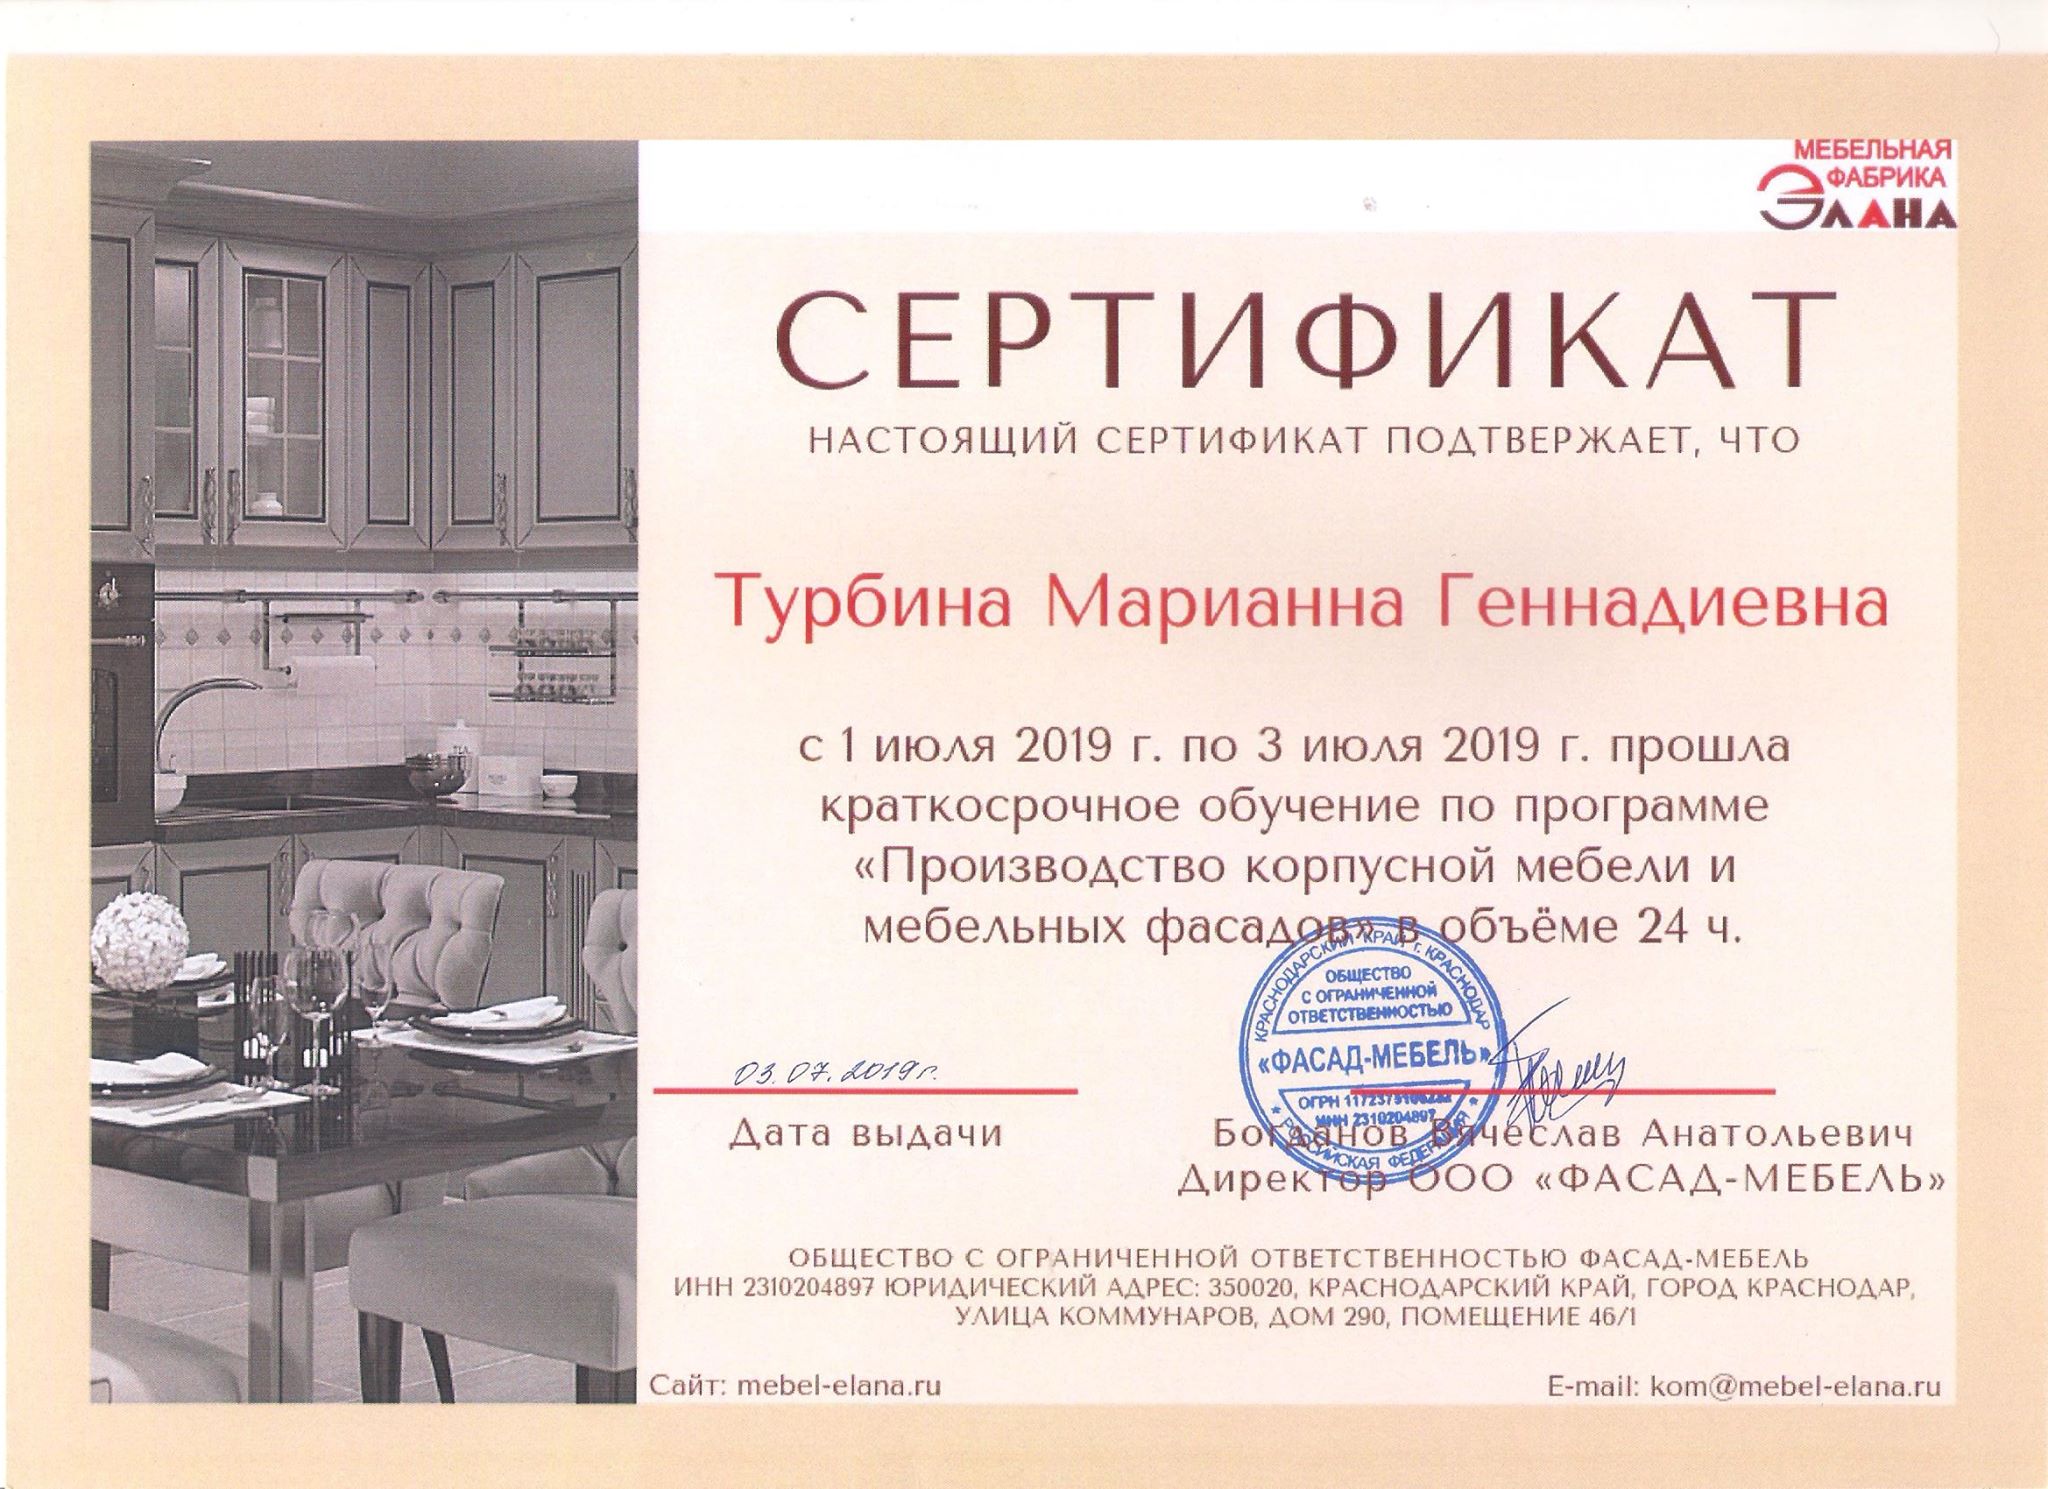 МЕБЕЛЬНАЯ
ФАБРИКА
ЭЛАНА
СЕРТИФИКАТ
НАСТОЯЩИЙ СЕРТИФИКАТ ПОДТВЕРЖАЕТ, ЧТО
Турбина Марианна Геннадиевна
с 1 июля 2019 г. по 3 июля 2019 г. прошла
краткосрочное обучение по программе
«Производство корпусной мебели и
мебельных фасадов» в объёме 24 ч.
КРАСНОДАРСКИЙ КРАЙ г. КРАСНОДАР
ОБЩЕСТВО
С ОГРАНИЧЕННОЙ
ОТВЕТСТВЕННОСТЬЮ
«ФАСАД-МЕБЕЛЬ»
ОГРН
ИНН 2310204897
* РОССИЙСКАЯ ФЕДЕРАЦИЯ *
03.07.2019г.
Дата выдачи
Богданов Вячеслав Анатольевич
Директор ООО «ФАСАД-МЕБЕЛЬ»
ОБЩЕСТВО С ОГРАНИЧЕННОЙ ОТВЕТСТВЕННОСТЬЮ ФАСАД-МЕБЕЛЬ
ИНН 2310204897 ЮРИДИЧЕСКИЙ АДРЕС: 350020, КРАСНОДАРСКИЙ КРАЙ, ГОРОД КРАСНОДАР,
УЛИЦА КОММУНАРОВ, ДОМ 290, ПОМЕЩЕНИЕ 46/1
Сайт: mebel-elana.ru
E-mail: kom@mebel-elana.ru